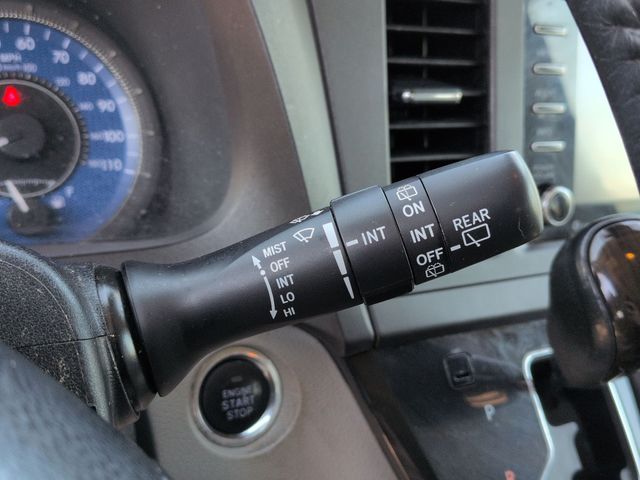 60
70
80
90
100
110
MPH
MIST
OFF
INT
LO
HI
INT
ON
INT
OFF
REAR
ENGINE
START
STOP
P
R